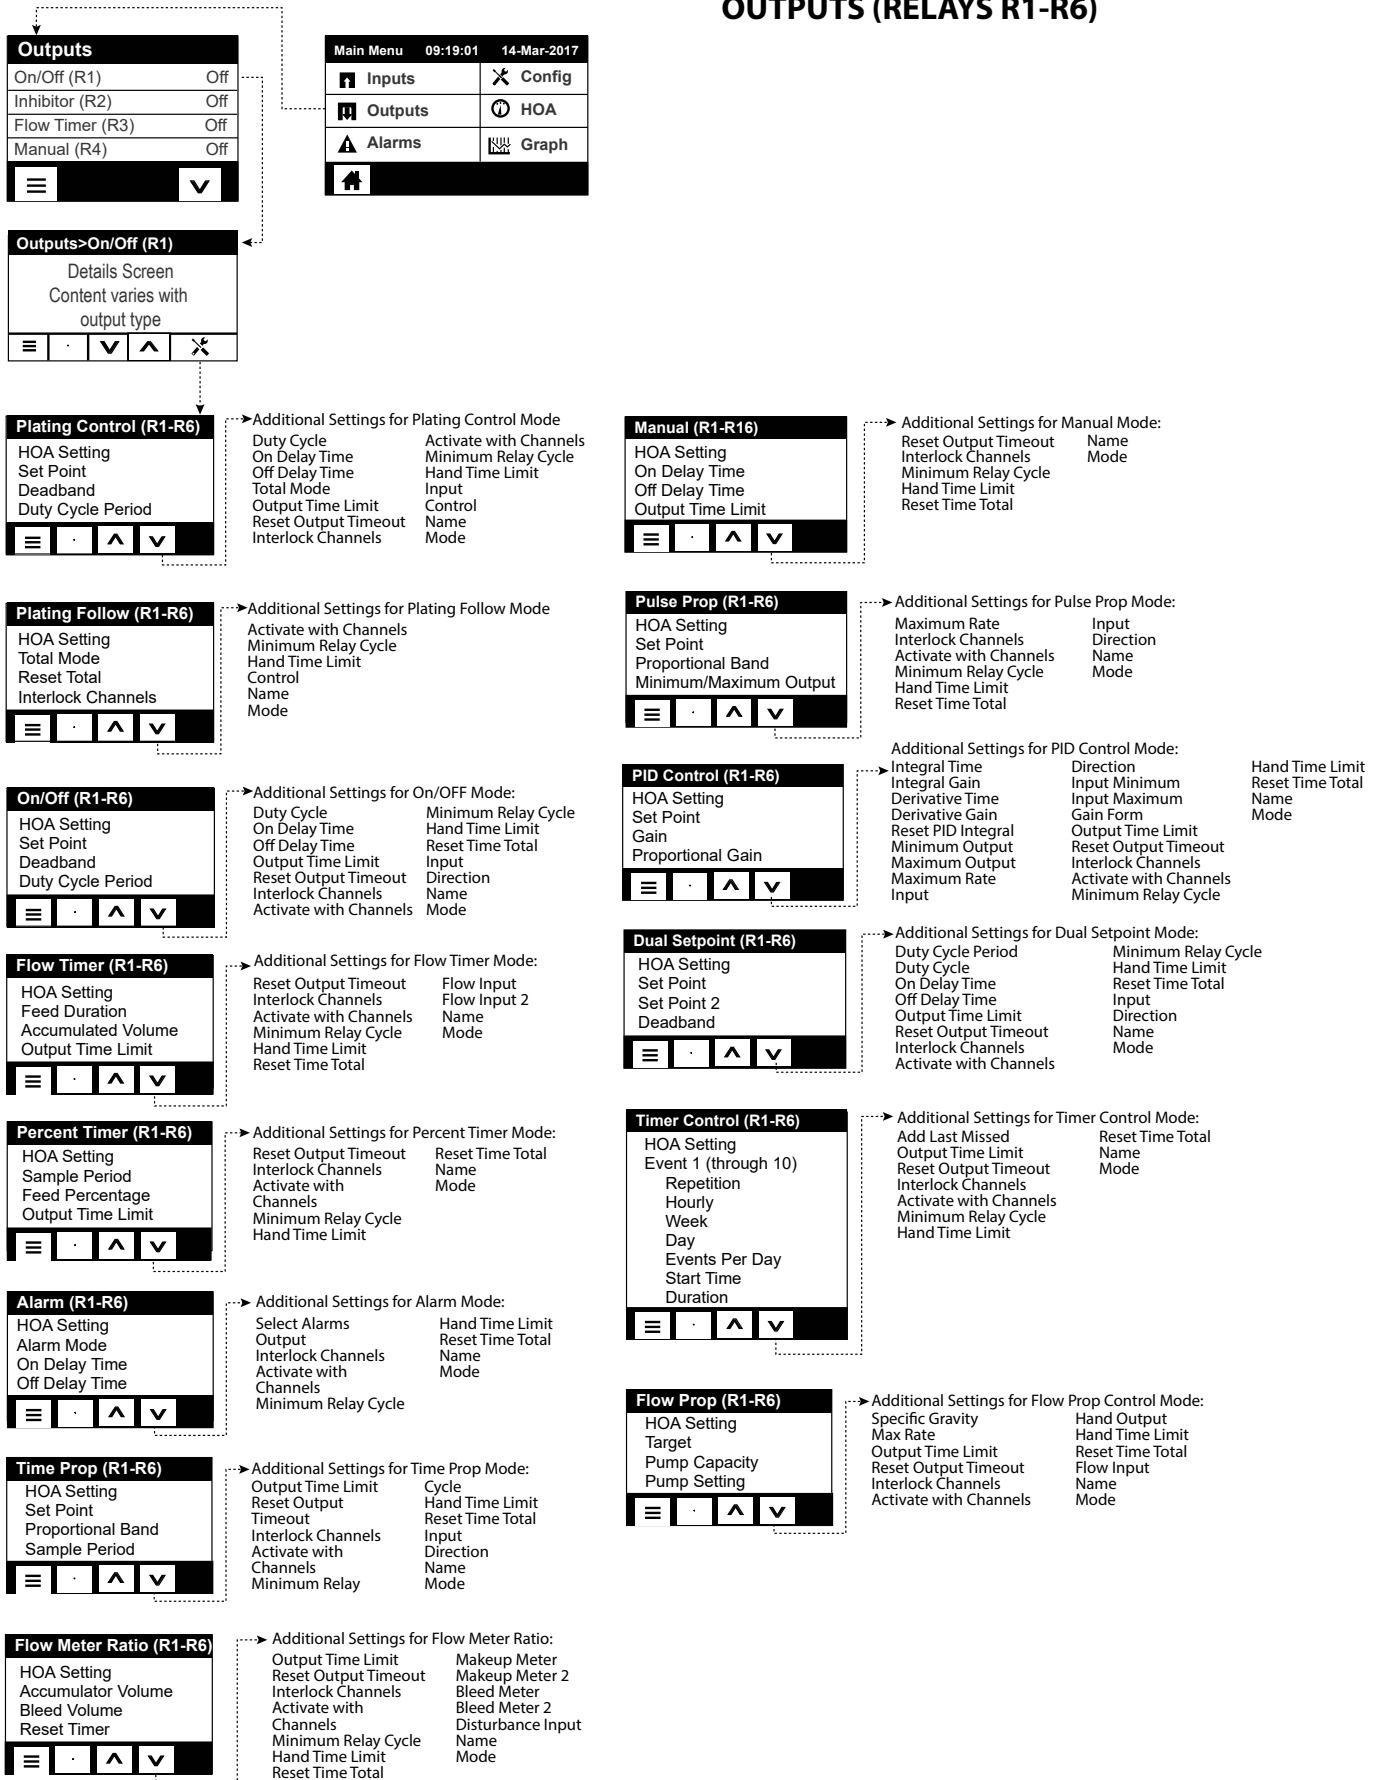 OUTPUTS (RELAYS R1-R6)
Outputs
On/Off (R1) Off
Inhibitor (R2) Off
Flow Timer (R3) Off
Manual (R4) Off
Main Menu 09:19:01 14-Mar-2017
Inputs Config
Outputs HOA
Alarms Graph
Outputs>On/Off (R1)
Details Screen
Content varies with
output type
Plating Control (R1-R6)
HOA Setting
Set Point
Deadband
Duty Cycle Period
Additional Settings for Plating Control Mode
Duty Cycle Activate with Channels
On Delay Time Minimum Relay Cycle
Off Delay Time Hand Time Limit
Total Mode Input
Output Time Limit Control
Reset Output Timeout Name
Interlock Channels Mode
Plating Follow (R1-R6)
HOA Setting
Total Mode
Reset Total
Interlock Channels
Additional Settings for Plating Follow Mode
Activate with Channels
Minimum Relay Cycle
Hand Time Limit
Control
Name
Mode
On/Off (R1-R6)
HOA Setting
Set Point
Deadband
Duty Cycle Period
Additional Settings for On/OFF Mode:
Duty Cycle Minimum Relay Cycle
On Delay Time Hand Time Limit
Off Delay Time Reset Time Total
Output Time Limit Input
Reset Output Timeout Direction
Interlock Channels Name
Activate with Channels Mode
Flow Timer (R1-R6)
HOA Setting
Feed Duration
Accumulated Volume
Output Time Limit
Additional Settings for Flow Timer Mode:
Reset Output Timeout Flow Input
Interlock Channels Flow Input 2
Activate with Channels Name
Minimum Relay Cycle Mode
Hand Time Limit
Reset Time Total
Percent Timer (R1-R6)
HOA Setting
Sample Period
Feed Percentage
Output Time Limit
Additional Settings for Percent Timer Mode:
Reset Output Timeout Reset Time Total
Interlock Channels Name
Activate with Mode
Channels
Minimum Relay Cycle
Hand Time Limit
Alarm (R1-R6)
HOA Setting
Alarm Mode
On Delay Time
Off Delay Time
Additional Settings for Alarm Mode:
Select Alarms Hand Time Limit
Output Reset Time Total
Interlock Channels Name
Activate with Mode
Channels
Minimum Relay Cycle
Time Prop (R1-R6)
HOA Setting
Set Point
Proportional Band
Sample Period
Additional Settings for Time Prop Mode:
Output Time Limit Cycle
Reset Output Hand Time Limit
Timeout Reset Time Total
Interlock Channels Input
Activate with Direction
Channels Name
Minimum Relay Mode
Flow Meter Ratio (R1-R6)
HOA Setting
Accumulator Volume
Bleed Volume
Reset Timer
Additional Settings for Flow Meter Ratio:
Output Time Limit Makeup Meter
Reset Output Timeout Makeup Meter 2
Interlock Channels Bleed Meter
Activate with Bleed Meter 2
Channels Disturbance Input
Minimum Relay Cycle Name
Hand Time Limit Mode
Reset Time Total
Manual (R1-R16)
HOA Setting
On Delay Time
Off Delay Time
Output Time Limit
Additional Settings for Manual Mode:
Reset Output Timeout Name
Interlock Channels Mode
Minimum Relay Cycle
Hand Time Limit
Reset Time Total
Pulse Prop (R1-R6)
HOA Setting
Set Point
Proportional Band
Minimum/Maximum Output
Additional Settings for Pulse Prop Mode:
Maximum Rate Input
Interlock Channels Direction
Activate with Channels Name
Minimum Relay Cycle Mode
Hand Time Limit
Reset Time Total
PID Control (R1-R6)
HOA Setting
Set Point
Gain
Proportional Gain
Additional Settings for PID Control Mode:
Integral Time Direction Hand Time Limit
Integral Gain Input Minimum Reset Time Total
Derivative Time Input Maximum Name
Derivative Gain Gain Form Mode
Reset PID Integral Output Time Limit
Minimum Output Reset Output Timeout
Maximum Output Interlock Channels
Maximum Rate Activate with Channels
Input Minimum Relay Cycle
Dual Setpoint (R1-R6)
HOA Setting
Set Point
Set Point 2
Deadband
Additional Settings for Dual Setpoint Mode:
Duty Cycle Period Minimum Relay Cycle
Duty Cycle Hand Time Limit
On Delay Time Reset Time Total
Off Delay Time Input
Output Time Limit Direction
Reset Output Timeout Name
Interlock Channels Mode
Activate with Channels
Timer Control (R1-R6)
HOA Setting
Event 1 (through 10)
Repetition
Hourly
Week
Day
Events Per Day
Start Time
Duration
Additional Settings for Timer Control Mode:
Add Last Missed Reset Time Total
Output Time Limit Name
Reset Output Timeout Mode
Interlock Channels
Activate with Channels
Minimum Relay Cycle
Hand Time Limit
Flow Prop (R1-R6)
HOA Setting
Target
Pump Capacity
Pump Setting
Additional Settings for Flow Prop Control Mode:
Specific Gravity Hand Output
Max Rate Hand Time Limit
Output Time Limit Reset Time Total
Reset Output Timeout Flow Input
Interlock Channels Name
Activate with Channels Mode